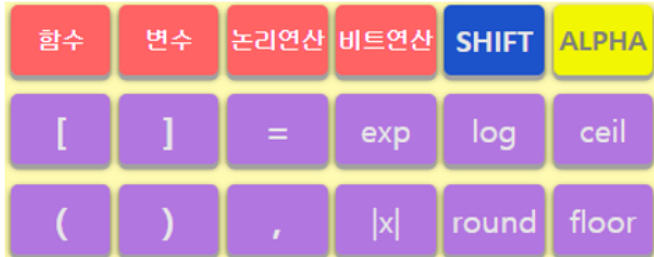 함수 변수 논리연산 비트연산 SHIFT ALPHA
[ ] = exp log ceil
( ) , |x| round floor